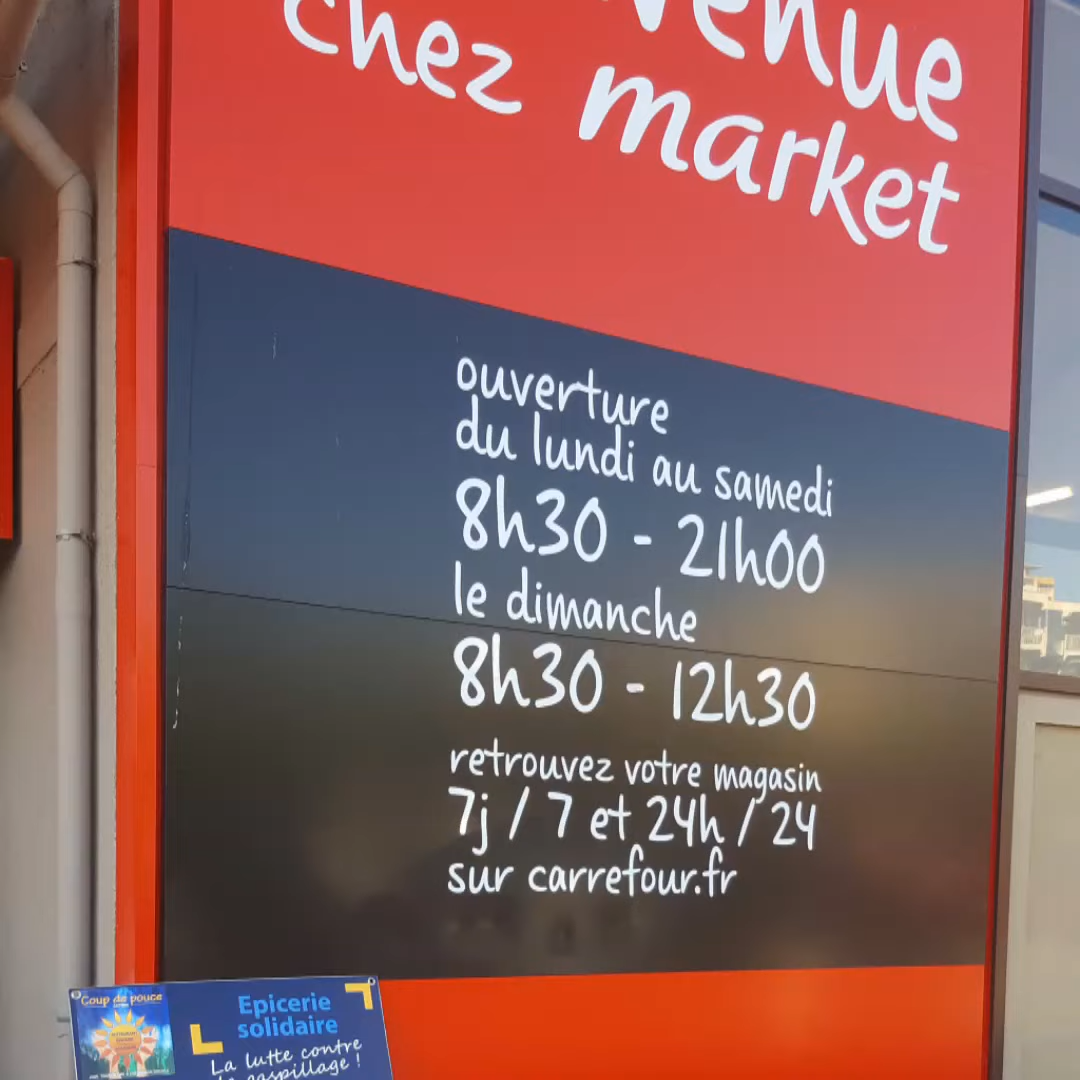 chez market
ouverture
du lundi au samedi
8h30 - 21h00
le dimanche
8h30 - 12h30
retrouvez votre magasin
7j / 7 et 24h / 24
sur carrefour.fr
Coup de pouce
Epicerie
solidaire
La lutte contre
gaspillage !